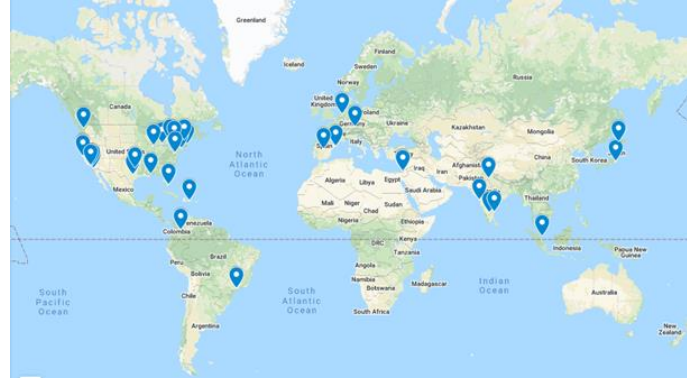 Greenland
Iceland
Finland
Sweden
Norway
Russia
Canada
United
Kingdom
Poland
Germany
Ukraine
Kazakhstan
Mongolia
Spain
Italy
North
Atlantic
Ocean
United
Iraq
Iran
Afghanistan
Pakistan
China
South Korea
Mexico
Algeria
Libya
Egypt
Saudi Arabia
Mali
Niger
Chad
Sudan
Thailand
Nigeria
Ethiopia
Venezuela
Colombia
DRC
Kenya
Tanzania
Indonesia
Papua New
Guinea
Brazil
Peru
Bolivia
Angola
Namibia
Botswana
Madagascar
Indian
Ocean
South
Pacific
Ocean
South
Atlantic
Ocean
Chile
Australia
South Africa
Argentina
New
Zealand